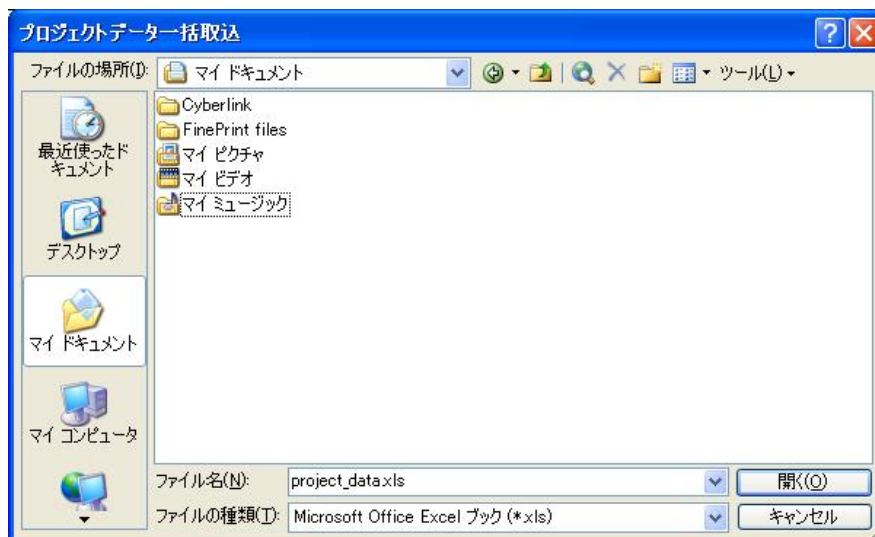 プロジェクトデータ一括取込
ファイルの場所(I):
マイ ドキュメント
ツール(L)
最近使ったド
キュメント
デスクトップ
マイ ドキュメント
マイ コンピュータ
Cyberlink
FinePrint files
マイ ピクチャ
マイ ビデオ
マイ ミュージック
ファイル名(N):
project_data.xls
開く(O)
ファイルの種類(T):
Microsoft Office Excel ブック (*.xls)
キャンセル